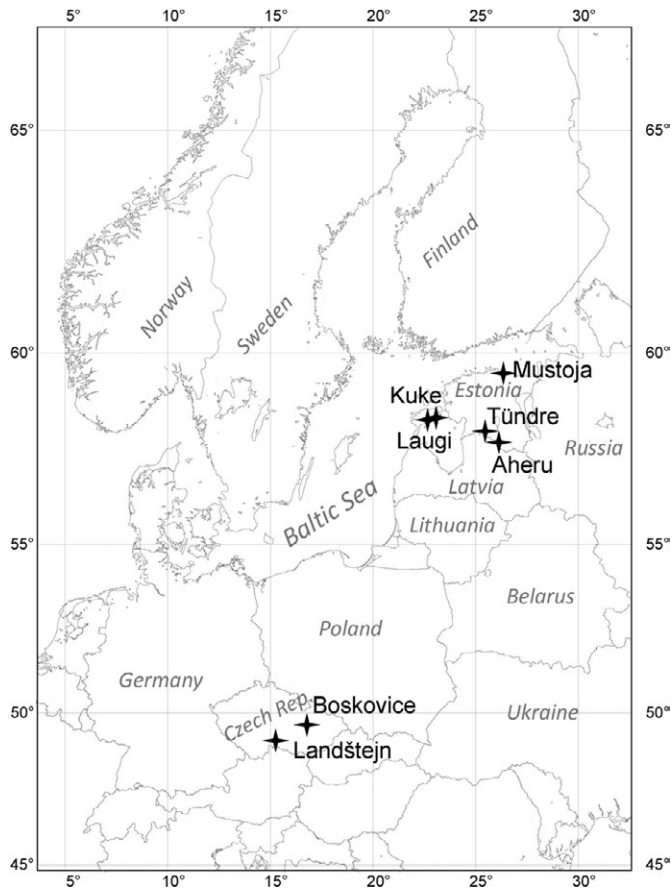 5° 10° 15° 20° 25° 30°
65° 65°
Finland
Norway
Sweden
60° 60°
Mustoja
Estonia
Kuke
Tündre
Laugi
Russia
Aheru
Latvia
Baltic Sea
Lithuania
55° 55°
Belarus
Poland
Germany
Boskovice
Czech Rep.
50° 50°
Ukraine
Landštejn
45° 45°
5° 10° 15° 20° 25° 30°